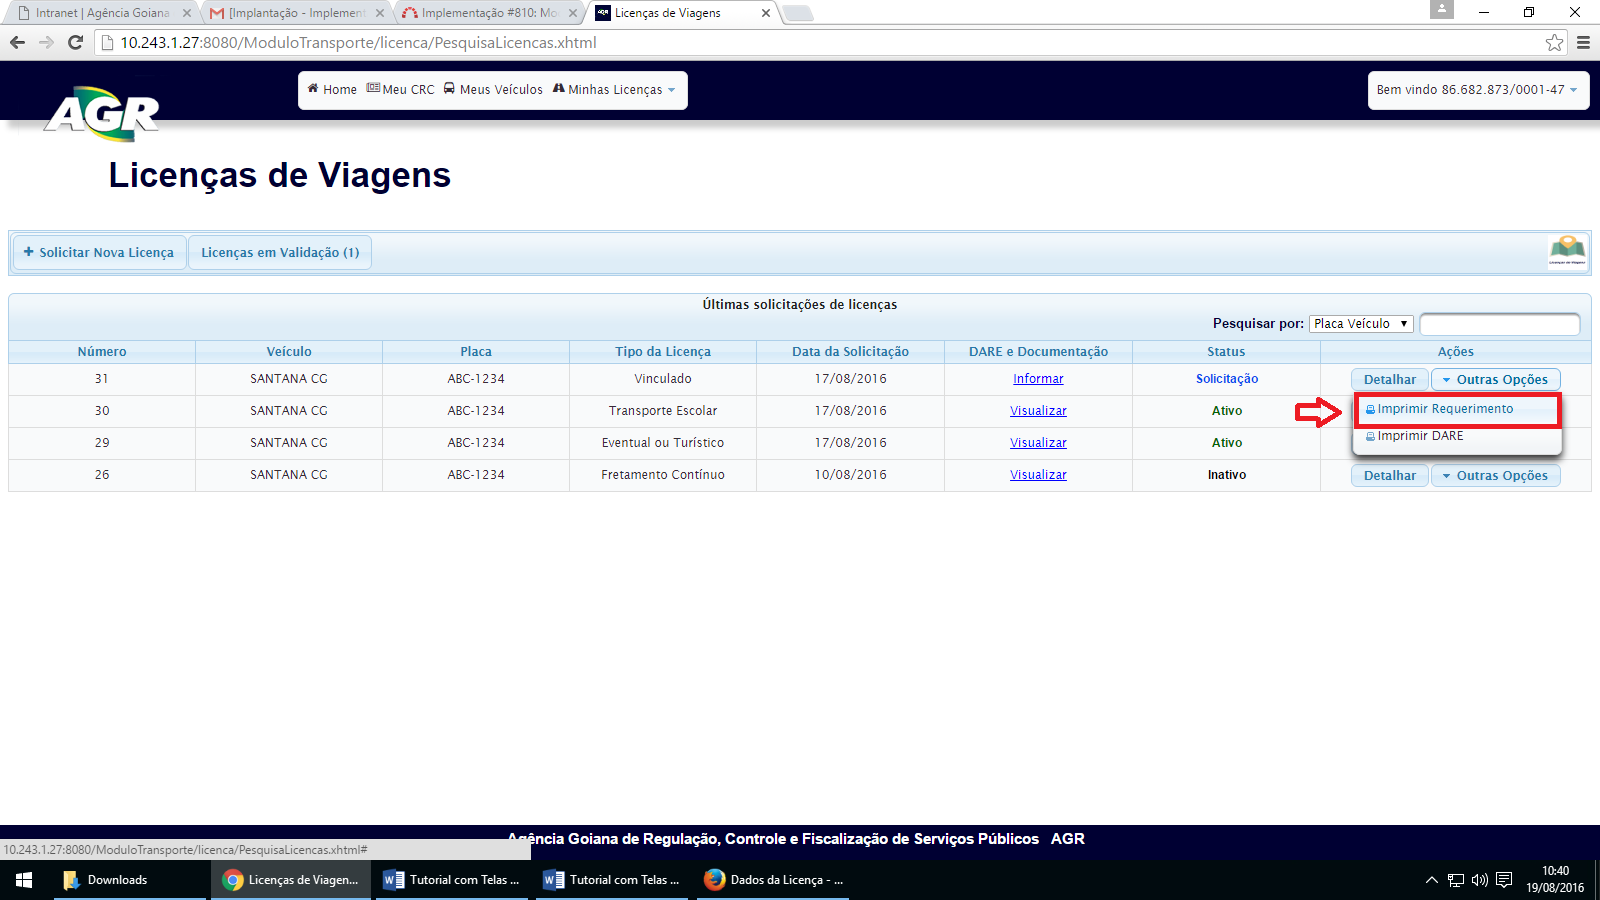 Intranet | Agência Goiana
[Implantação - Implement
Implementação #810: Mo
Licenças de Viagens
10.243.1.27:8080/ModuloTransporte/licenca/PesquisaLicencas.xhtml
AGR
Home Meu CRC Meus Veículos Minhas Licenças
Bem vindo 86.682.873/0001-47
Licenças de Viagens
+ Solicitar Nova Licença Licenças em Validação (1)
Últimas solicitações de licenças
Pesquisar por: Placa Veículo
Número Veículo Placa Tipo da Licença Data da Solicitação DARE e Documentação Status Ações
31 SANTANA CG ABC-1234 Vinculado 17/08/2016 Informar Solicitação Detalhar Outras Opções
30 SANTANA CG ABC-1234 Transporte Escolar 17/08/2016 Visualizar Ativo
Imprimir Requerimento
29 SANTANA CG ABC-1234 Eventual ou Turístico 17/08/2016 Visualizar Ativo
Imprimir DARE
26 SANTANA CG ABC-1234 Fretamento Contínuo 10/08/2016 Visualizar Inativo Detalhar Outras Opções
Agência Goiana de Regulação, Controle e Fiscalização de Serviços Públicos AGR
10.243.1.27:8080/ModuloTransporte/licenca/PesquisaLicencas.xhtml#
Downloads
Licenças de Viagen...
Tutorial com Telas ...
Tutorial com Telas ...
Dados da Licença - ...
10:40
19/08/2016